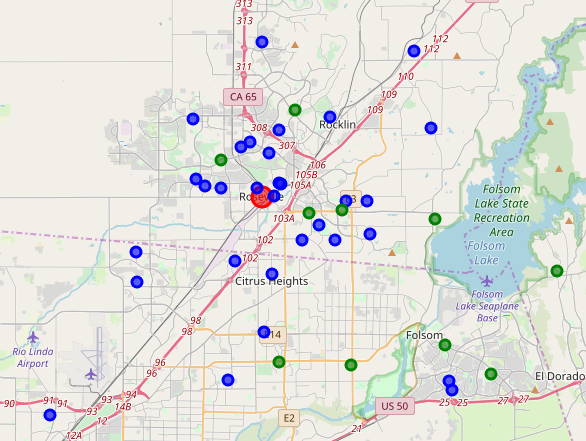 313
313
311
CA 65
112
112
110
109
109
308
307
Rocklin
106
105B
105A
103A
102
102
Folsom
Lake State
Recreation
Area
Folsom
Lake
Folsom
Lake Seaplane
Base
Citrus Heights
98
98
96
96
Rio Linda
Airport
94
93
93
14B
12A
90
91
91
E2
Folsom
El Dorado
US 50
25
25
27
27
21